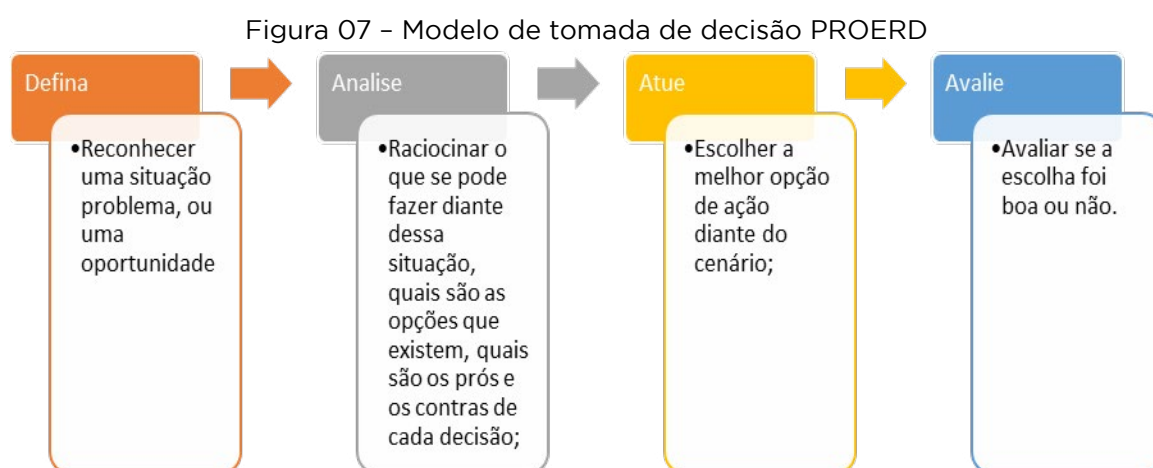 Figura 07 – Modelo de tomada de decisão PROERD
Defina
•Reconhecer
uma situação
problema, ou
uma
oportunidade
Analise
•Raciocinar o
que se pode
fazer diante
dessa
situação,
quais são as
opções que
existem, quais
são os prós e
os contras de
cada decisão;
Atue
•Escolher a
melhor opção
de ação
diante do
cenário;
Avalie
•Avaliar se a
escolha foi
boa ou não.